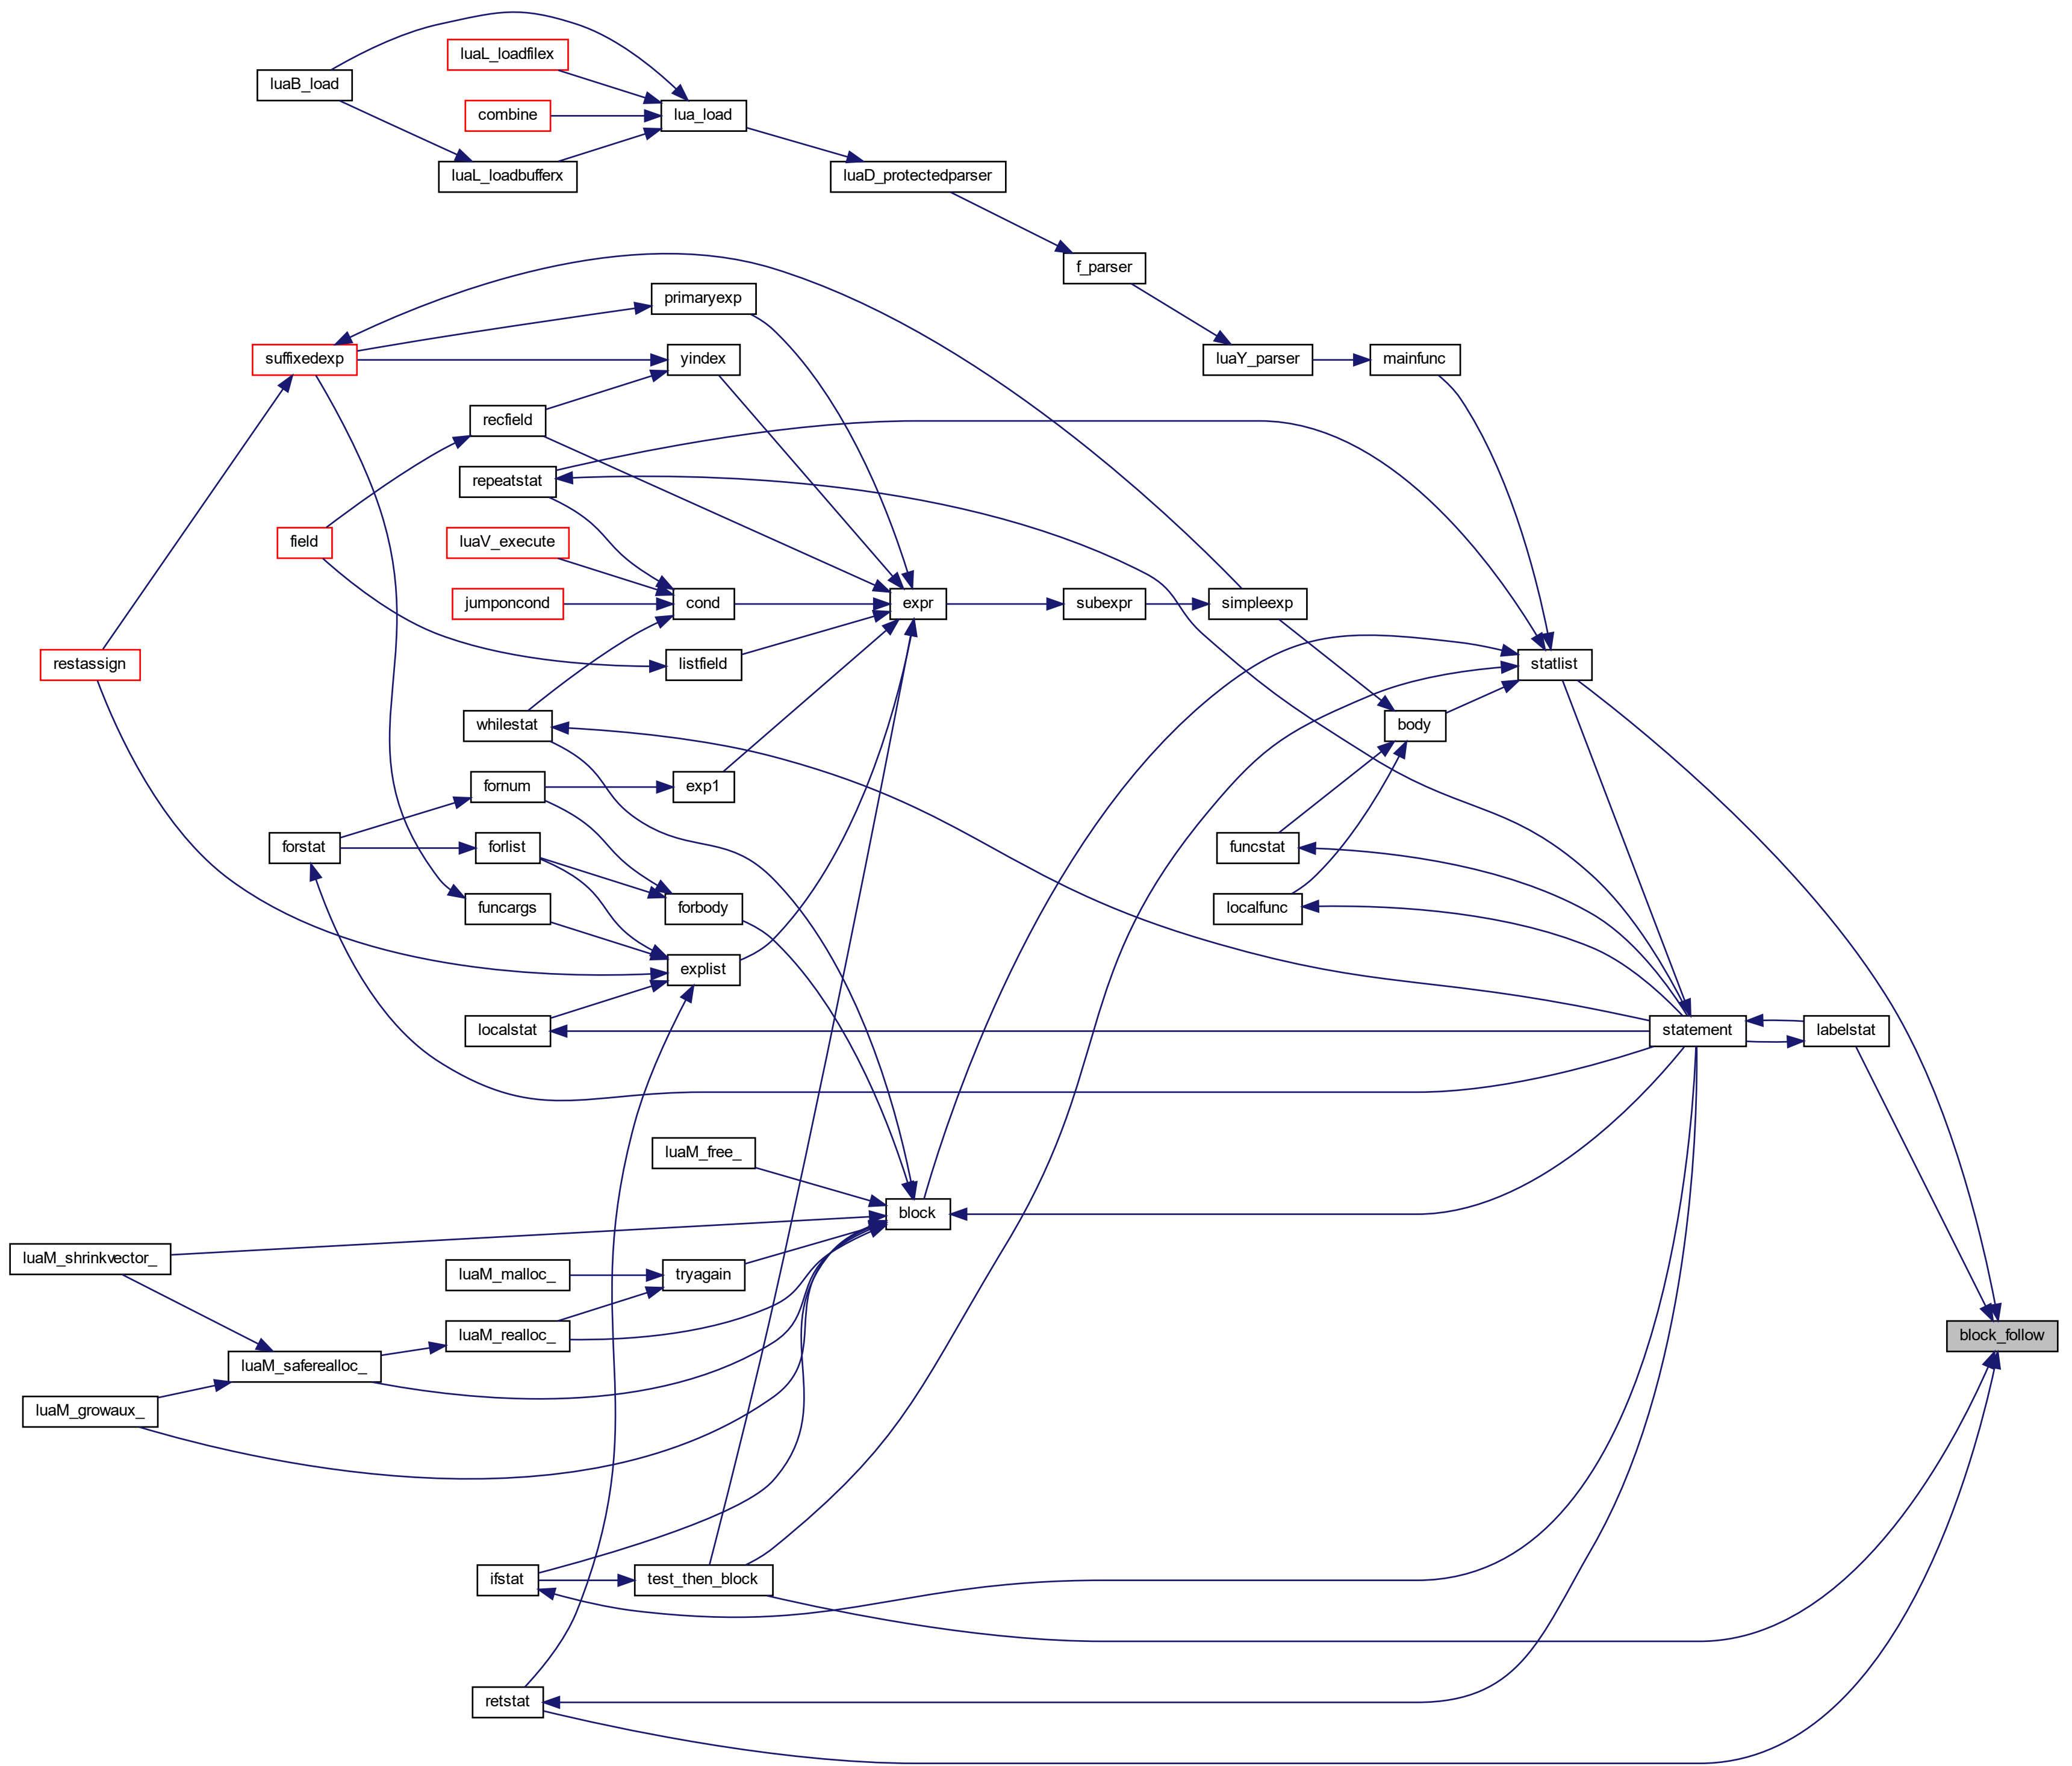 luaL_loadfilex
luaB_load
combine
lua_load
luaL_loadbufferx
luaD_protectedparser
f_parser
primaryexp
suffixedexp
yindex
luaY_parser
mainfunc
recfield
repeatstat
field
luaV_execute
jumponcond
cond
expr
subexpr
simpleexp
restassign
listfield
statlist
whilestat
body
fornum
exp1
forstat
forlist
funcstat
funcargs
forbody
localfunc
explist
localstat
statement
labelstat
luaM_free_
block
luaM_shrinkvector_
luaM_malloc_
tryagain
luaM_realloc_
block_follow
luaM_saferealloc_
luaM_growaux_
ifstat
test_then_block
retstat